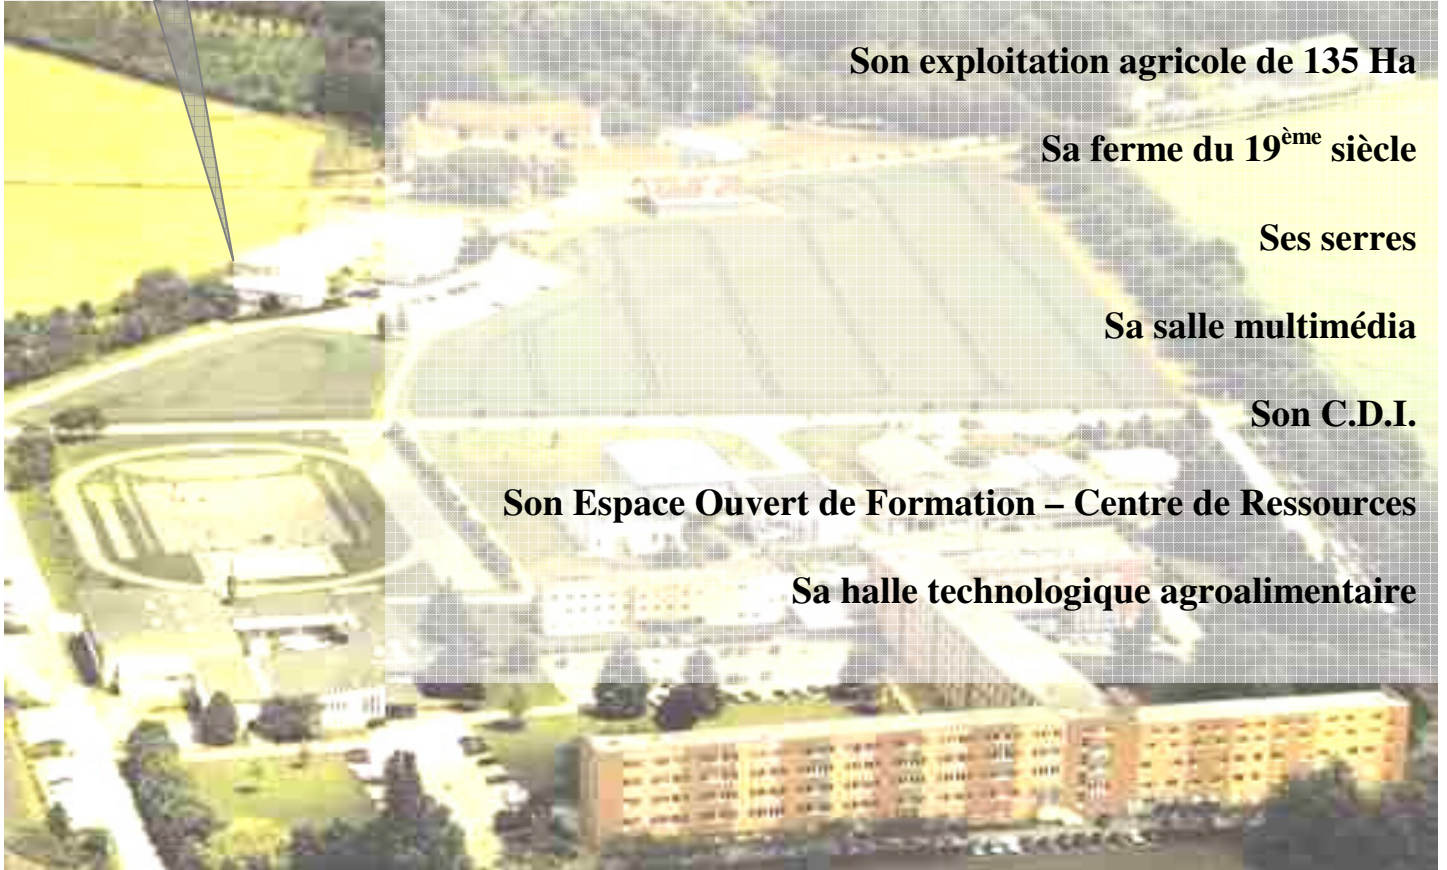 Son exploitation agricole de 135 Ha
Sa ferme du 19ème siècle
Ses serres
Sa salle multimédia
Son C.D.I.
Son Espace Ouvert de Formation – Centre de Ressources
Sa halle technologique agroalimentaire